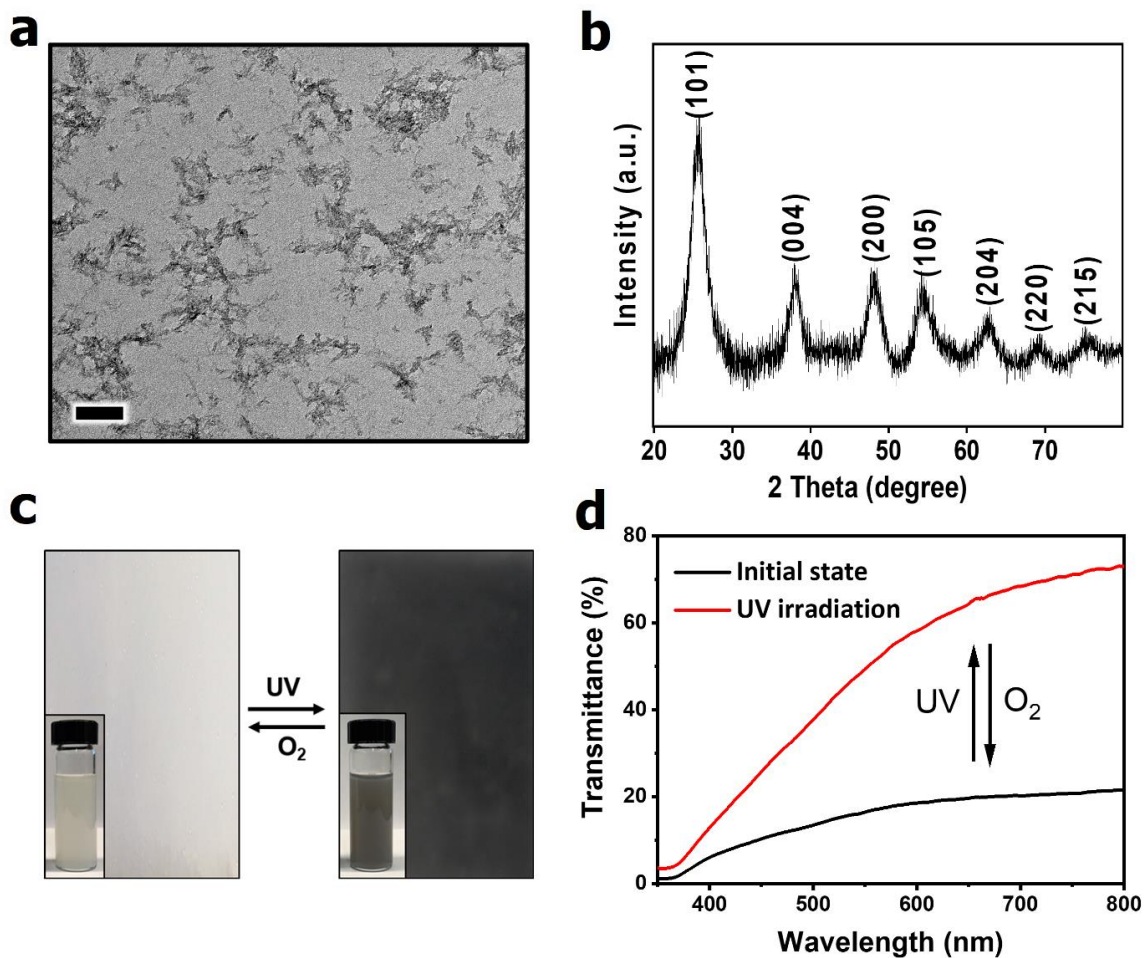 a
b
Intensity (a.u.)
(101)
(004)
(200)
(105)
(204)
(220)
(215)
20 30 40 50 60 70
2 Theta (degree)
c
UV
O2
d
Transmittance (%)
80
60
40
20
0
Initial state
UV irradiation
UV O2
400 500 600 700 800
Wavelength (nm)